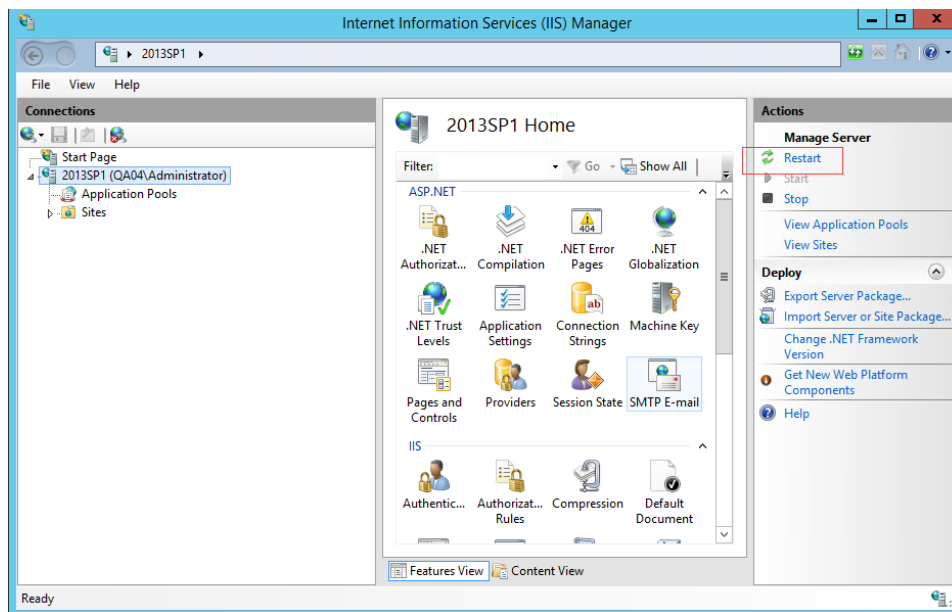 Internet Information Services (IIS) Manager
2013SP1
File View Help
Connections
Start Page
2013SP1 (QA04\Administrator)
Application Pools
Sites
2013SP1 Home
Filter: Go Show All
ASP.NET
.NET Authorizat...
.NET Compilation
.NET Error Pages
404
.NET Globalization
.NET Trust Levels
Application Settings
ab
Connection Strings
Machine Key
Pages and Controls
Providers
Session State
SMTP E-mail
IIS
Authentic...
Authorizat... Rules
Compression
Default Document
Features View
Content View
Actions
Manage Server
Restart
Start
Stop
View Application Pools
View Sites
Deploy
Export Server Package...
Import Server or Site Package...
Change .NET Framework
Version
Get New Web Platform
Components
Help
Ready